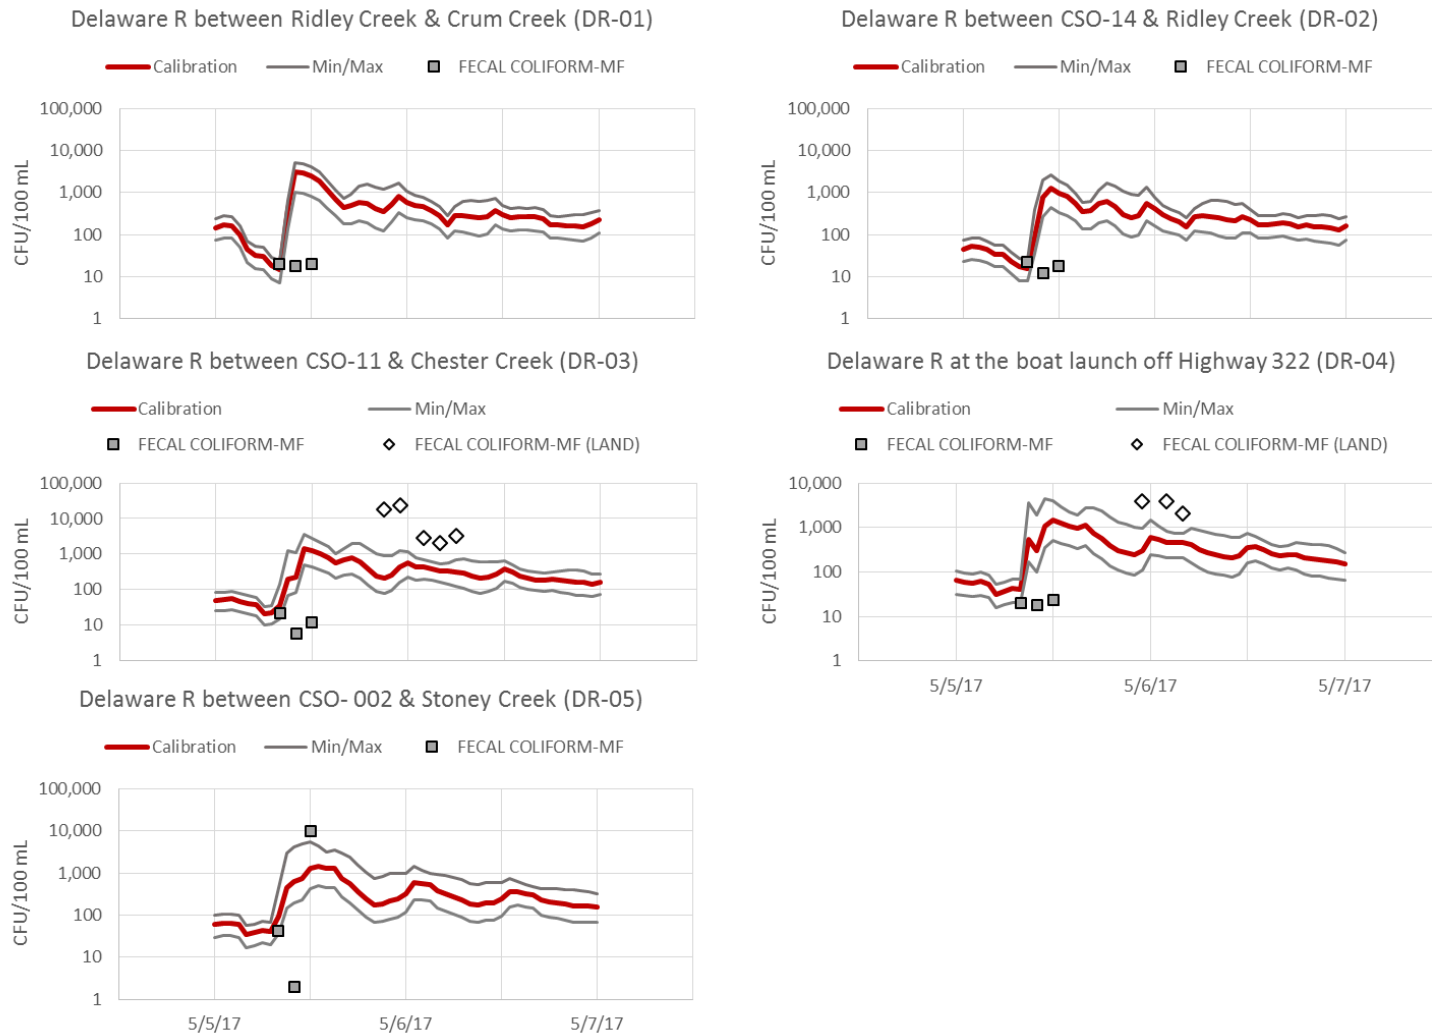 Delaware R between Ridley Creek & Crum Creek (DR-01)
Calibration Min/Max FECAL COLIFORM-MF
100,000
10,000
1,000
100
10
1
CFU/100 mL
Delaware R between CSO-14 & Ridley Creek (DR-02)
Calibration Min/Max FECAL COLIFORM-MF
100,000
10,000
1,000
100
10
1
CFU/100 mL
Delaware R between CSO-11 & Chester Creek (DR-03)
Calibration Min/Max
FECAL COLIFORM-MF FECAL COLIFORM-MF (LAND)
100,000
10,000
1,000
100
10
1
CFU/100 mL
Delaware R at the boat launch off Highway 322 (DR-04)
Calibration Min/Max
FECAL COLIFORM-MF FECAL COLIFORM-MF (LAND)
10,000
1,000
100
10
1
CFU/100 mL
5/5/17 5/6/17 5/7/17
Delaware R between CSO- 002 & Stoney Creek (DR-05)
Calibration Min/Max FECAL COLIFORM-MF
100,000
10,000
1,000
100
10
1
CFU/100 mL
5/5/17 5/6/17 5/7/17